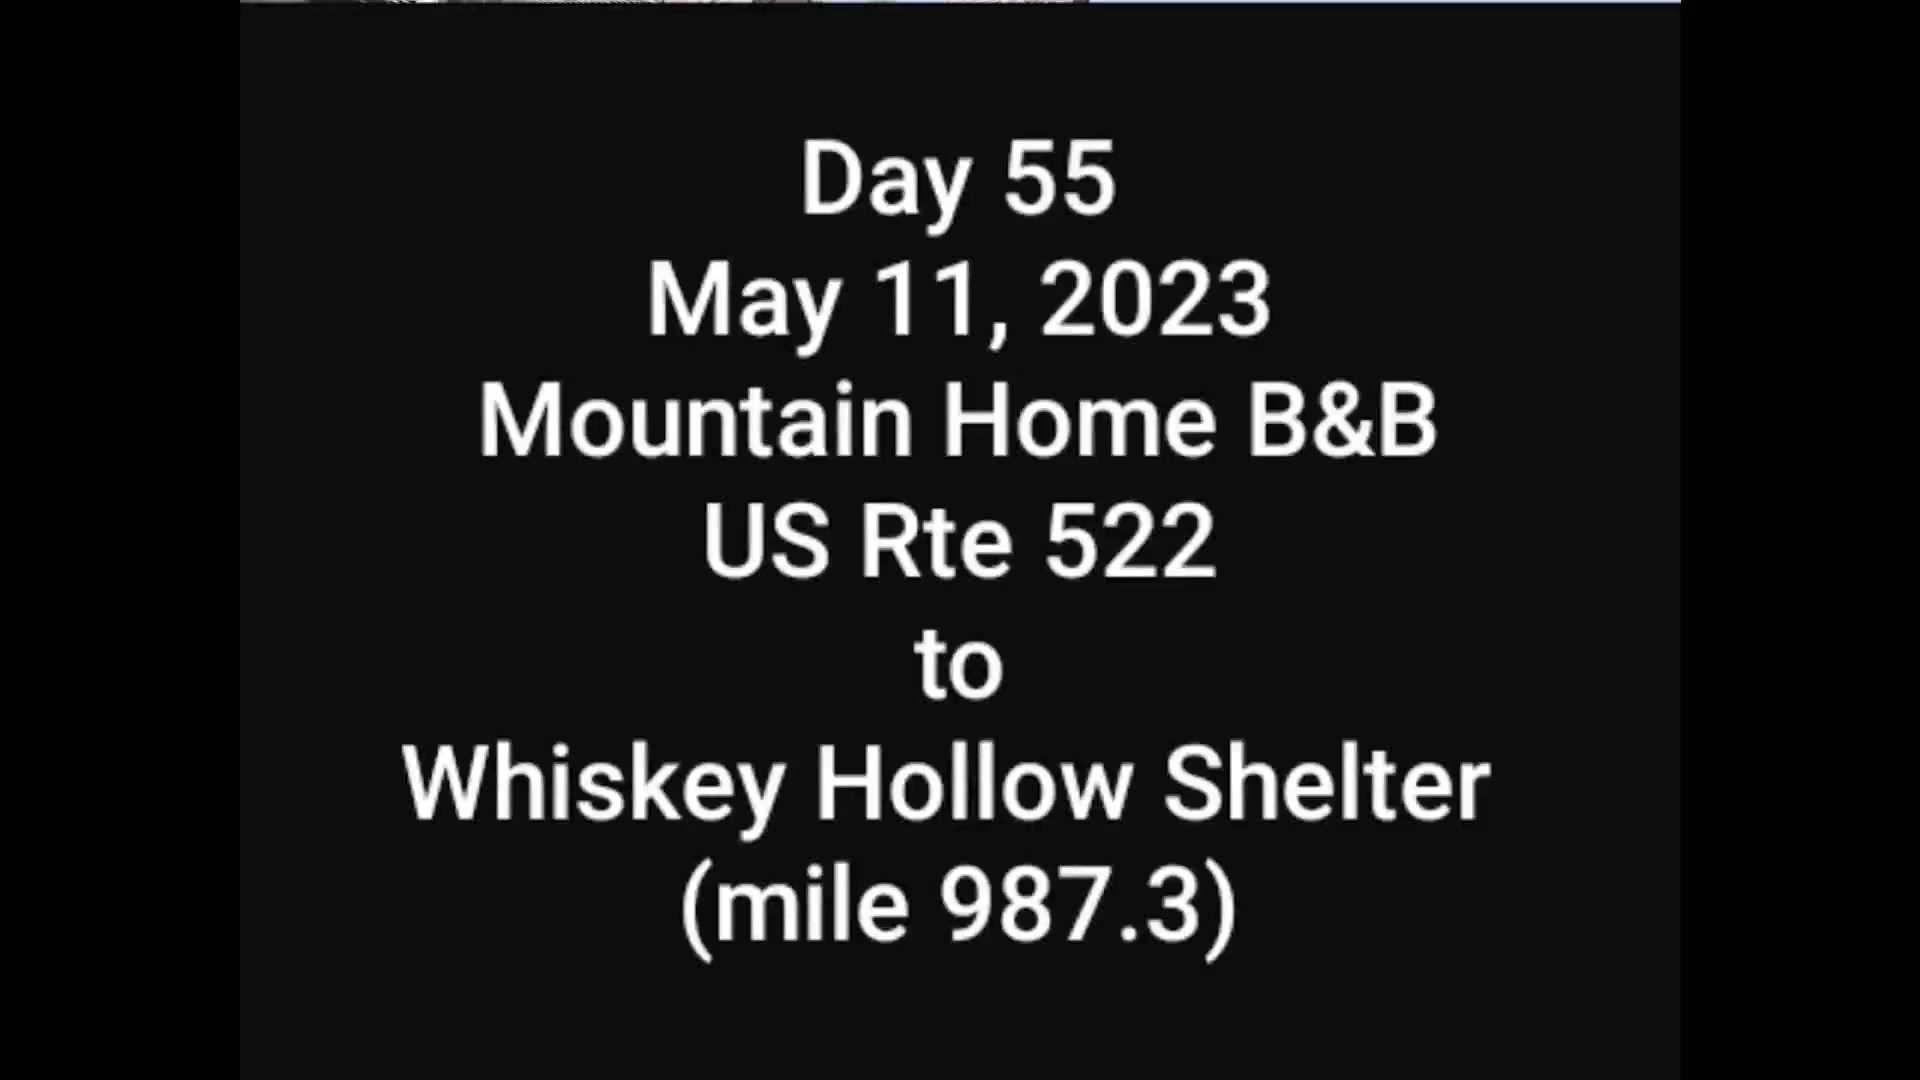 Day 55
May 11, 2023
Mountain Home B&B
US Rte 522
to
Whiskey Hollow Shelter
(mile 987.3)